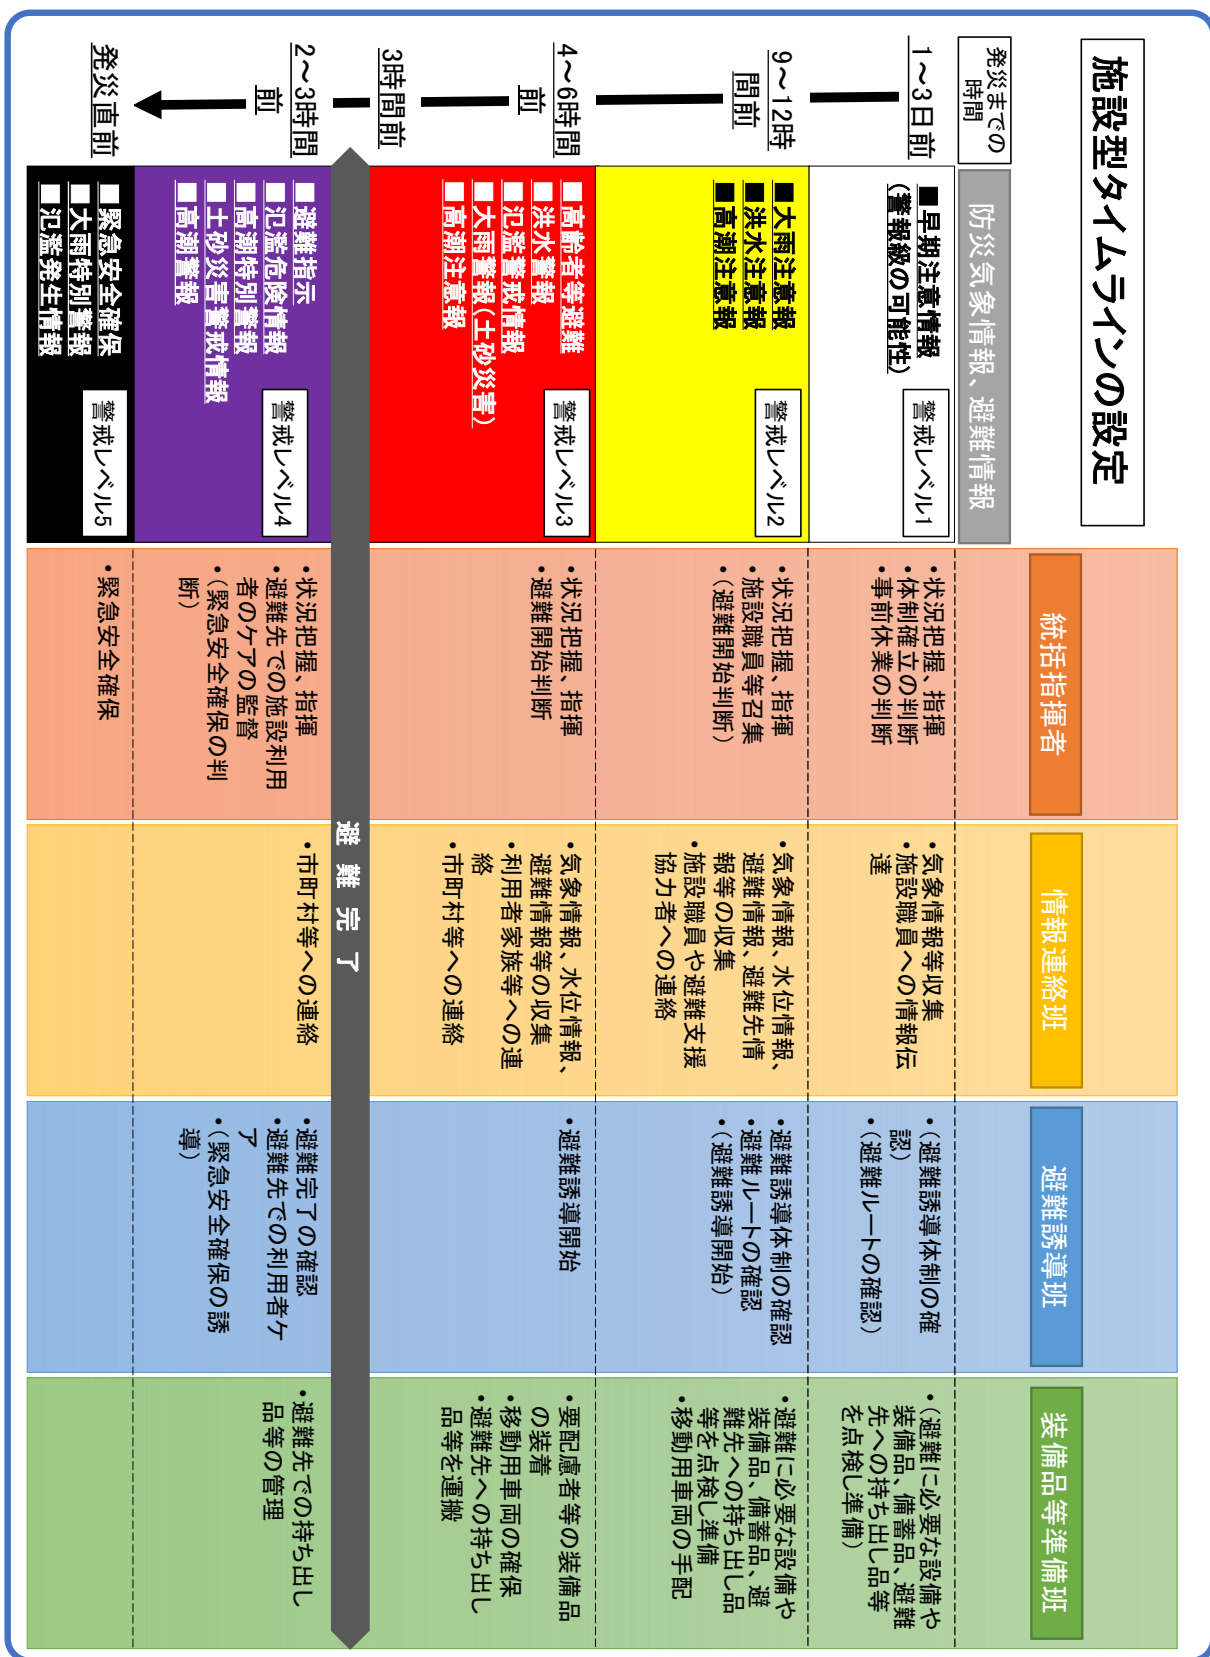 施設型タイムラインの設定
発災までの
時間
防災気象情報、避難情報
統括指揮者
情報連絡班
避難誘導班
装備品等準備班
1～3日前
■早期注意情報
(警報級の可能性)
警戒レベル1
・状況把握、指揮
・体制確立の判断
・事前休業の判断
・気象情報等収集
・施設職員への情報伝
達
・(避難誘導体制の確
認)
・(避難ルートの確認)
・(避難に必要な設備や
装備品、備蓄品、避難
先への持ち出し品等
を点検し準備)
9～12時
間前
■大雨注意報
■洪水注意報
■高潮注意報
警戒レベル2
・状況把握、指揮
・施設職員等召集
・(避難開始判断)
・気象情報、水位情報、
避難情報、避難先情
報等の収集
・施設職員や避難支援
協力者への連絡
・避難誘導体制の確認
・避難ルートの確認
・(避難誘導開始)
・避難に必要な設備や
装備品、備蓄品、避
難先への持ち出し品
等を点検し準備
・移動用車両の手配
4～6時間
前
■高齢者等避難
■洪水警報
■氾濫警戒情報
■大雨警報(土砂災害)
■高潮注意報
警戒レベル3
・状況把握、指揮
・避難開始判断
・気象情報、水位情報、
避難情報等の収集
・利用者家族等への連
絡
・市町村等への連絡
・避難誘導開始
・要配慮者等の装備品
の装着
・移動用車両の確保
・避難先への持ち出し
品等を運搬
3時間前
避難完了
2～3時間
前
■避難指示
■氾濫危険情報
■高潮特別警報
■土砂災害警戒情報
■高潮警報
警戒レベル4
・状況把握、指揮
・避難先での施設利用
者のケアの監督
・(緊急安全確保の判
断)
・市町村等への連絡
・避難完了の確認
・避難先での利用者ケ
ア
・(緊急安全確保の誘
導)
・避難先での持ち出し
品等の管理
発災直前
■緊急安全確保
■大雨特別警報
■氾濫発生情報
警戒レベル5
・緊急安全確保